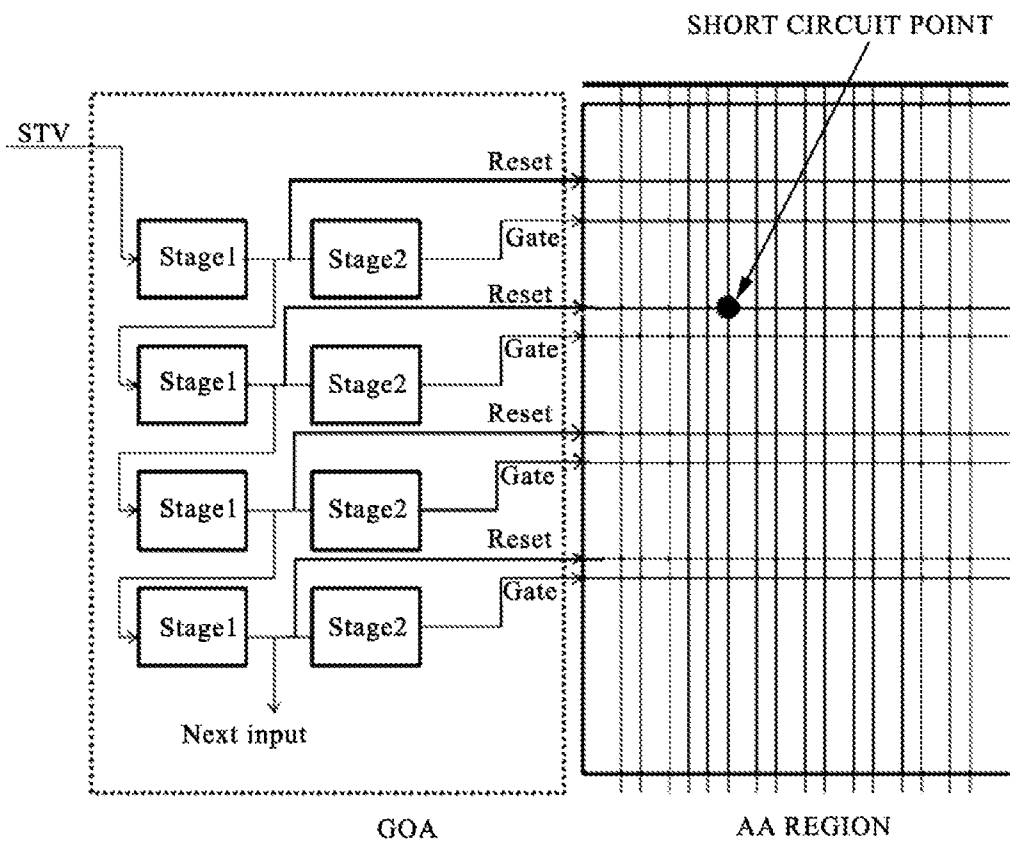 SHORT CIRCUIT POINT
STV
Reset
Gate
Stage1
Stage2
Reset
Gate
Stage1
Stage2
Reset
Gate
Stage1
Stage2
Reset
Gate
Stage1
Stage2
Next input
GOA
AA REGION